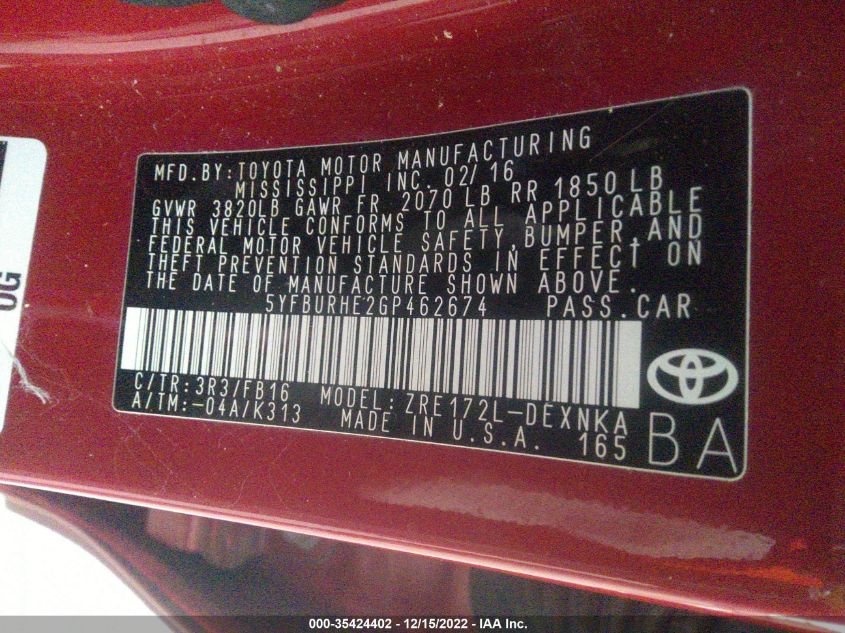 MFD.BY:TOYOTA MOTOR MANUFACTURING
MISSISSIPPI INC. 02/16
GVWR 3820LB GAWR FR 2070 LB RR 1850 LB
THIS VEHICLE CONFORMS TO ALL APPLICABLE
FEDERAL MOTOR VEHICLE SAFETY,BUMPER,AND
THEFT PREVENTION STANDARDS IN EFFECT ON
THE DATE OF MANUFACTURE SHOWN ABOVE.
5YFBURHE2GP462674 PASS.CAR
C/TR:3R3/FB16 MODEL:ZRE172L-DEXNKA
A/TM:-04A/K313 MADE IN U.S.A. 165
BA
OG
000-35424402 - 12/15/2022 - IAA Inc.